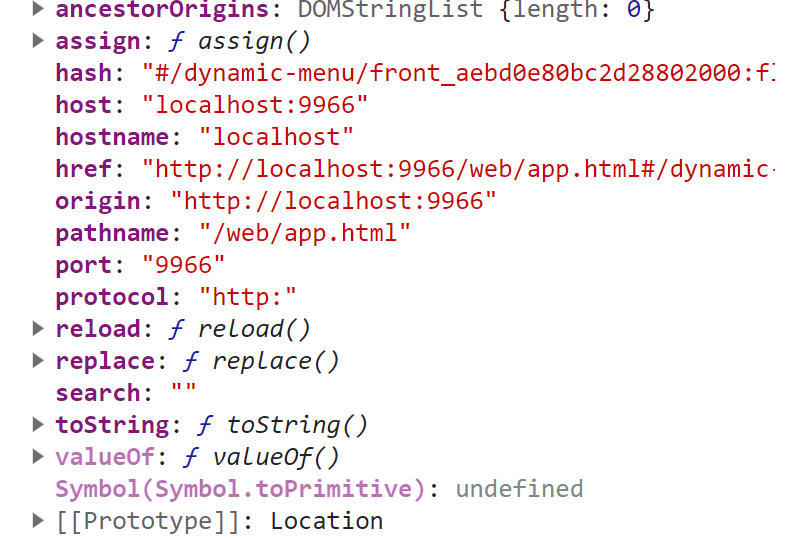 ancestorOrigins: DOMStringList {length: 0}
assign: ƒ assign()
hash: "#/dynamic-menu/front_aebd0e80bc2d28802000:fl
host: "localhost:9966"
hostname: "localhost"
href: "http://localhost:9966/web/app.html#/dynamic-
origin: "http://localhost:9966"
pathname: "/web/app.html"
port: "9966"
protocol: "http:"
reload: ƒ reload()
replace: ƒ replace()
search: ""
toString: ƒ toString()
valueOf: ƒ valueOf()
Symbol(Symbol.toPrimitive): undefined
[[Prototype]]: Location